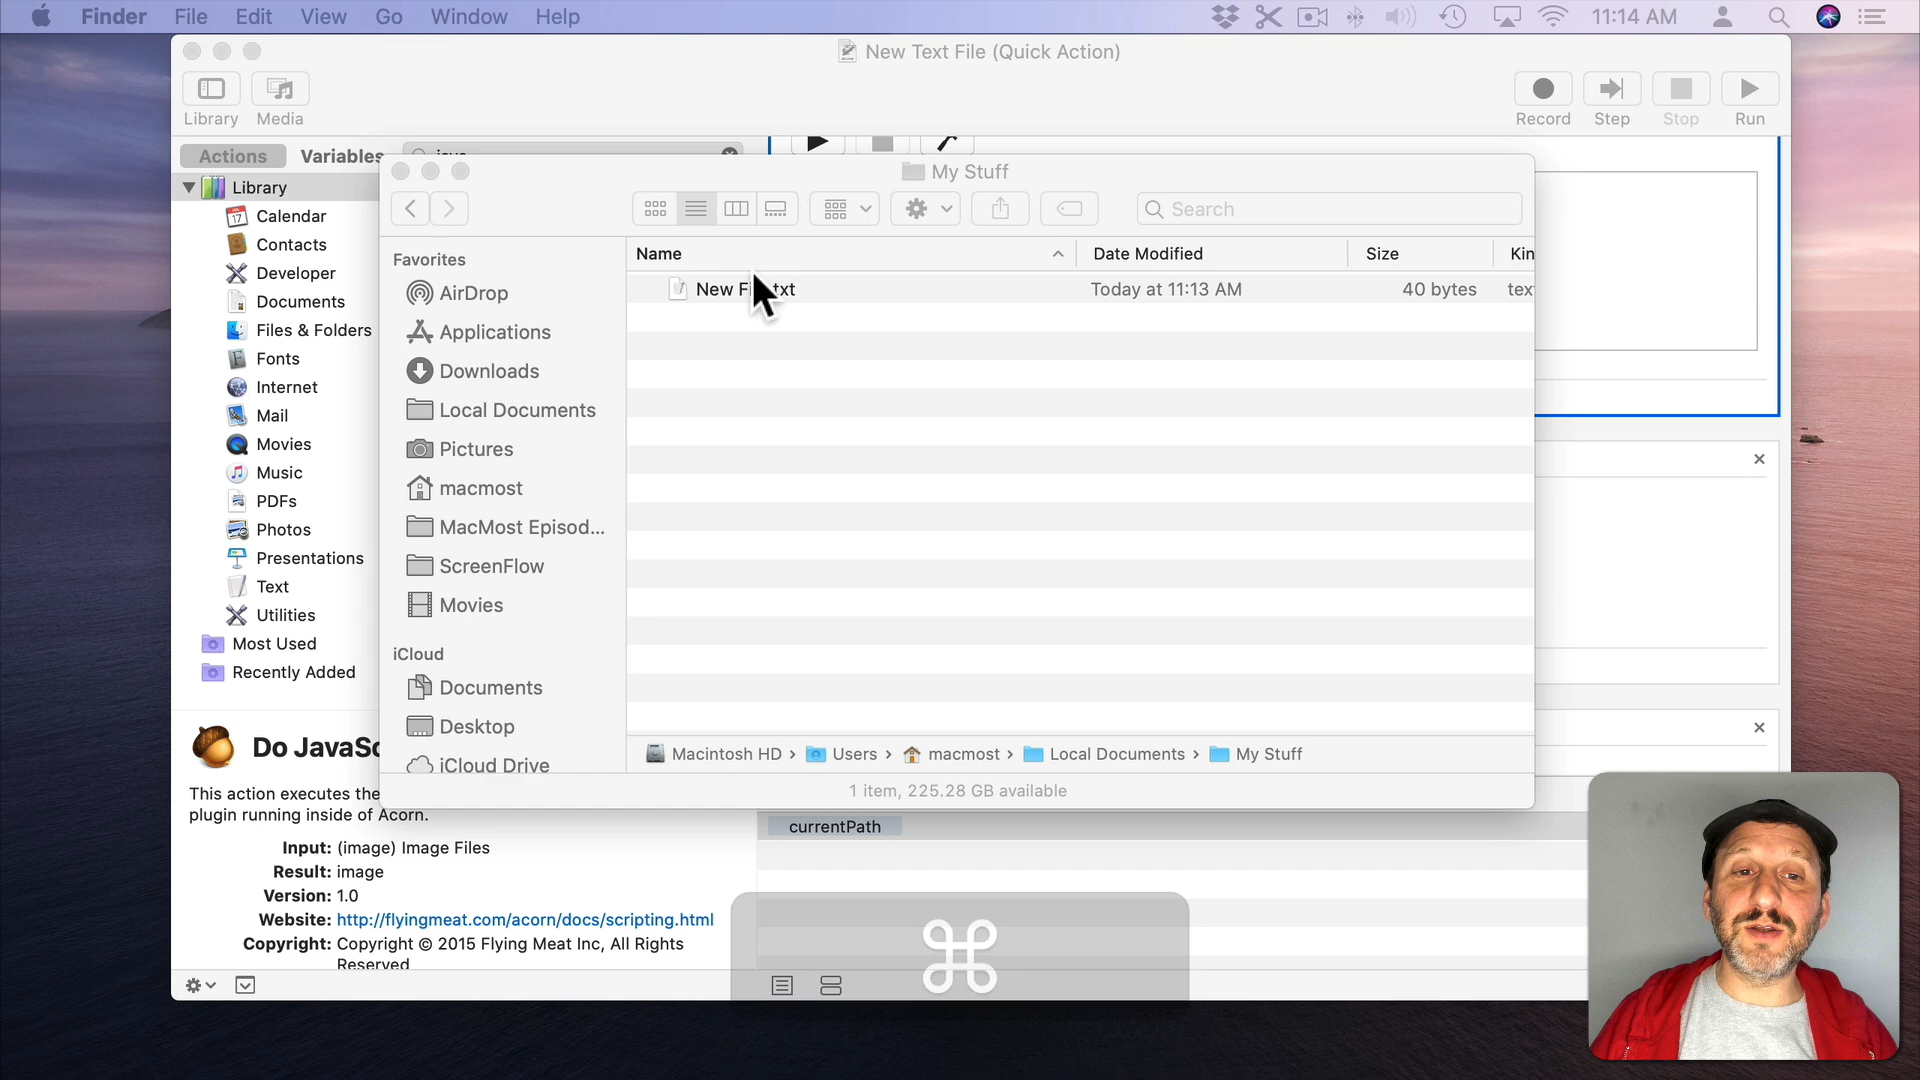 Finder File Edit View Go Window Help 11:14 AM
New Text File (Quick Action)
Library Media Record Step Stop Run
Actions Variables
My Stuff
Library
Calendar
Contacts
Developer
Documents
Files & Folders
Fonts
Internet
Mail
Movies
Music
PDFs
Photos
Presentations
Text
Utilities
Most Used
Recently Added
Search
Favorites
AirDrop
Applications
Downloads
Local Documents
Pictures
macmost
MacMost Episod...
ScreenFlow
Movies
iCloud
Documents
Desktop
iCloud Drive
Name Date Modified Size Kin
New Fi txt Today at 11:13 AM 40 bytes tex
Macintosh HD › Users › macmost › Local Documents › My Stuff
1 item, 225.28 GB available
Do JavaSc
This action executes the
plugin running inside of Acorn.
Input: (image) Image Files
Result: image
Version: 1.0
Website: http://flyingmeat.com/acorn/docs/scripting.html
Copyright: Copyright © 2015 Flying Meat Inc, All Rights
Reserved
currentPath